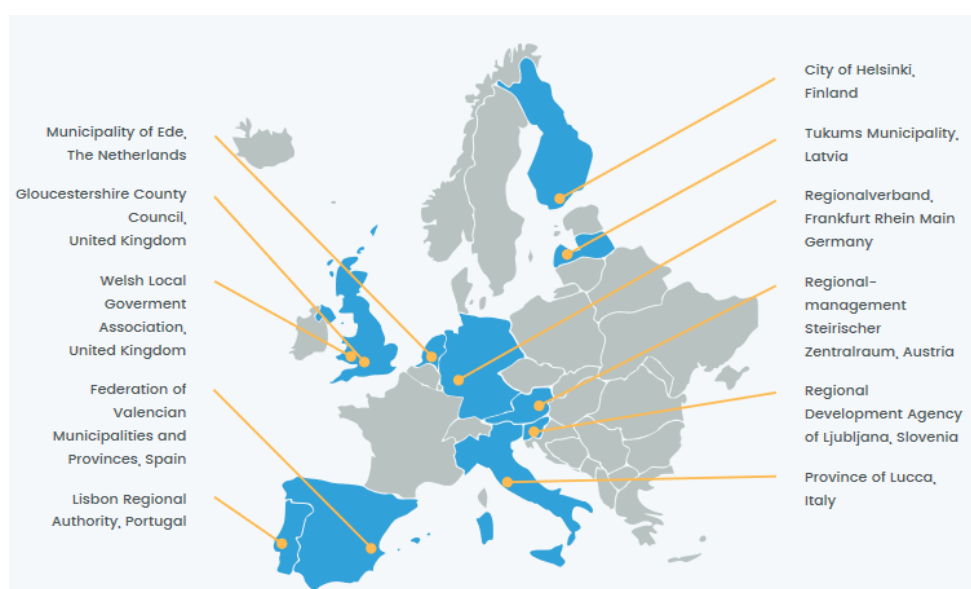 Municipality of Ede,
The Netherlands
Gloucestershire County
Council,
United Kingdom
Welsh Local
Goverment
Association,
United Kingdom
Federation of
Valencian
Municipalities and
Provinces, Spain
Lisbon Regional
Authority, Portugal
City of Helsinki,
Finland
Tukums Municipality,
Latvia
Regionalverband,
Frankfurt Rhein Main
Germany
Regional-
management
Steirischer
Zentralraum, Austria
Regional
Development Agency
of Ljubljana, Slovenia
Province of Lucca,
Italy